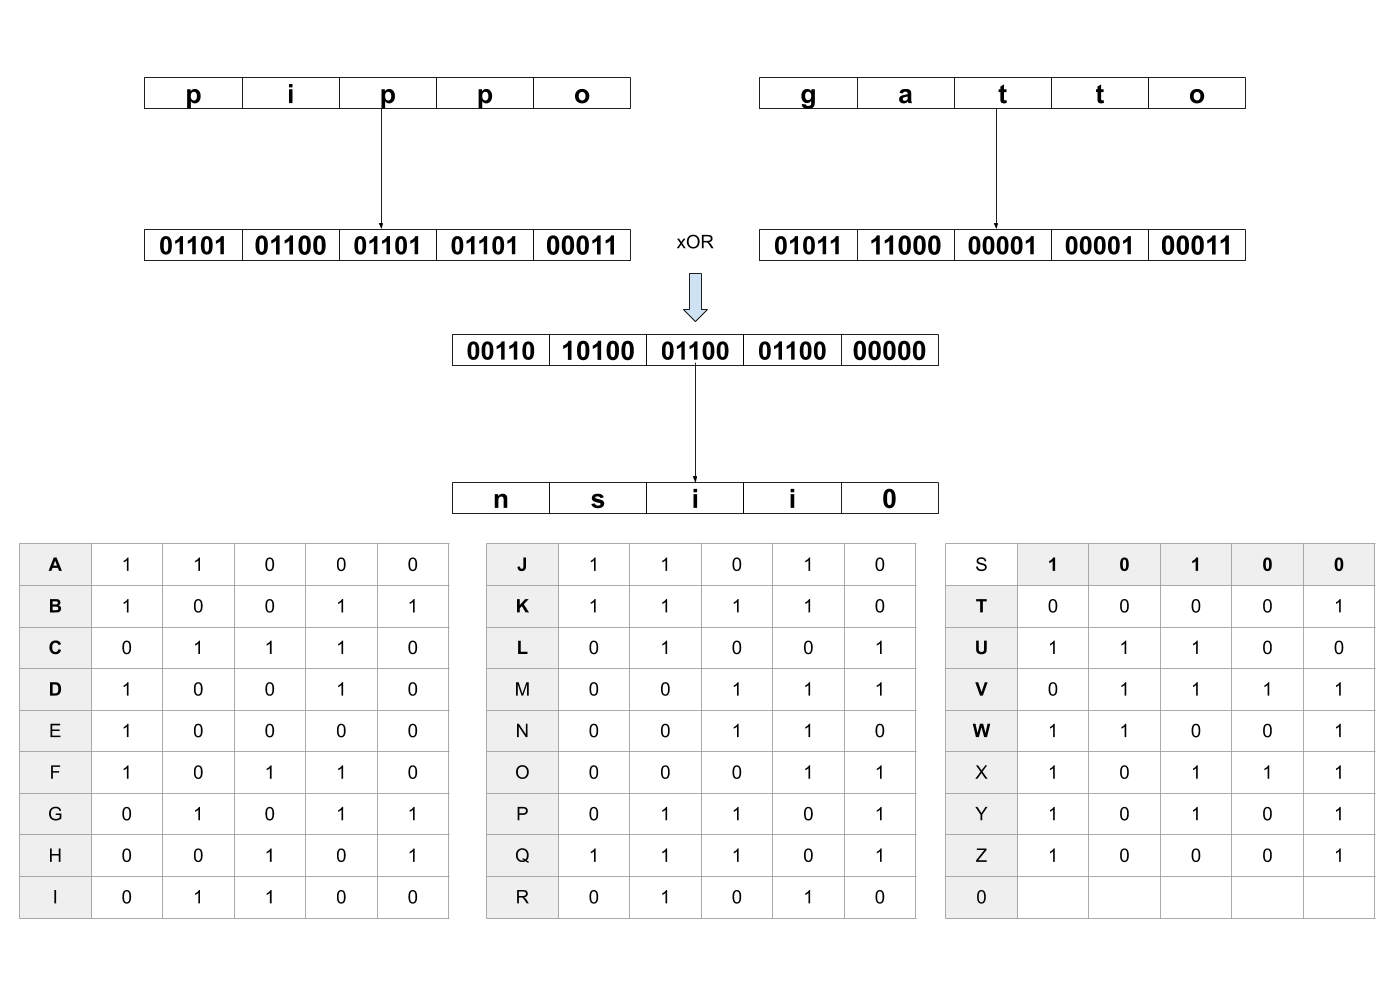 p i p p o g a t t o
01101 01100 01101 01101 00011 xOR 01011 11000 00001 00001 00011
00110 10100 01100 01100 00000
n s i i 0
A 1 1 0 0 0 J 1 1 0 1 0 S 1 0 1 0 0
B 1 0 0 1 1 K 1 1 1 1 0 T 0 0 0 0 1
C 0 1 1 1 0 L 0 1 0 0 1 U 1 1 1 0 0
D 1 0 0 1 0 M 0 0 1 1 1 V 0 1 1 1 1
E 1 0 0 0 0 N 0 0 1 1 0 W 1 1 0 0 1
F 1 0 1 1 0 O 0 0 0 1 1 X 1 0 1 1 1
G 0 1 0 1 1 P 0 1 1 0 1 Y 1 0 1 0 1
H 0 0 1 0 1 Q 1 1 1 0 1 Z 1 0 0 0 1
I 0 1 1 0 0 R 0 1 0 1 0 0